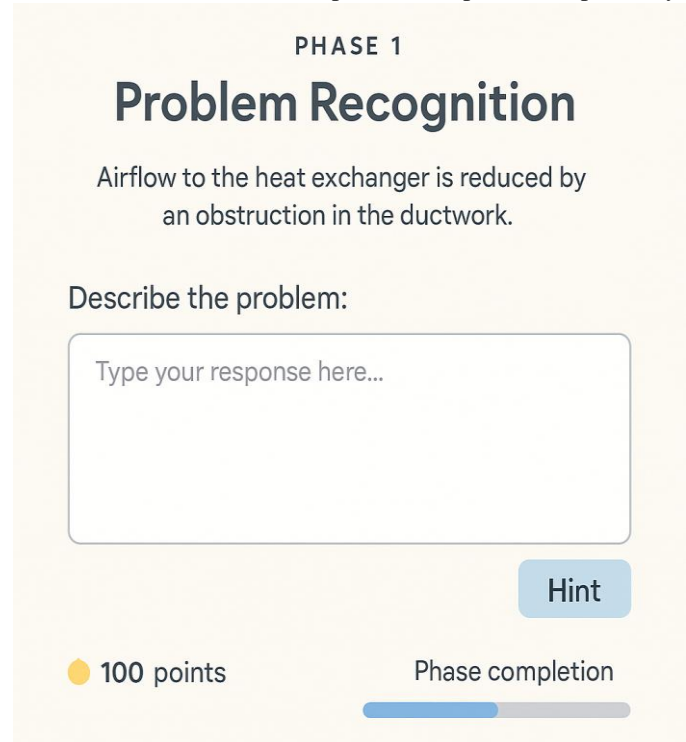 PHASE 1
Problem Recognition
Airflow to the heat exchanger is reduced by
an obstruction in the ductwork.
Describe the problem:
Type your response here...
Hint
100 points
Phase completion